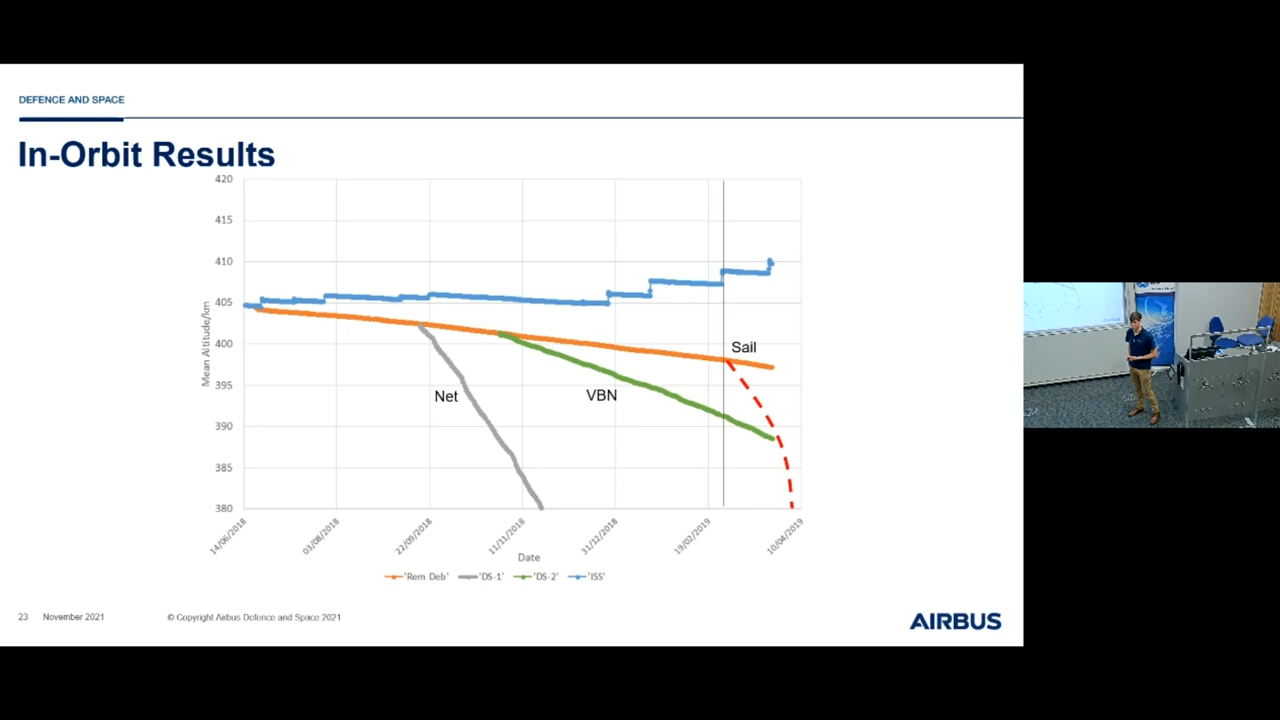 DEFENCE AND SPACE
In-Orbit Results
420
415
410
405
400
395
390
385
380
Mean Altitude/km
Sail
Net
VBN
14/06/2018
03/08/2018
22/09/2018
11/11/2018
31/12/2018
19/02/2019
10/04/2019
Date
'Rem Deb' 'DS-1' 'DS-2' 'ISS'
23 November 2021 © Copyright Airbus Defence and Space 2021
AIRBUS